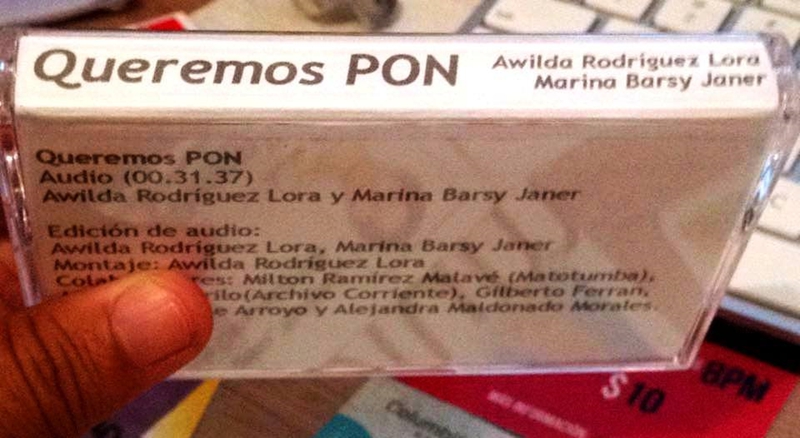 Queremos PON
Awilda Rodríguez Lora
Marina Barsy Janer
Queremos PON
Audio (00.31.37)
Awilda Rodríguez Lora y Marina Barsy Janer
Edición de audio:
Awilda Rodríguez Lora, Marina Barsy Janer
Montaje: Awilda Rodríguez Lora
Milton Ramírez Malavé (Matotumba),
(Archivo Corriente), Gilberto Ferran,
Arroyo y Alejandra Maldonado Morales.
8PM
$10
MÁS INFORMACIÓN